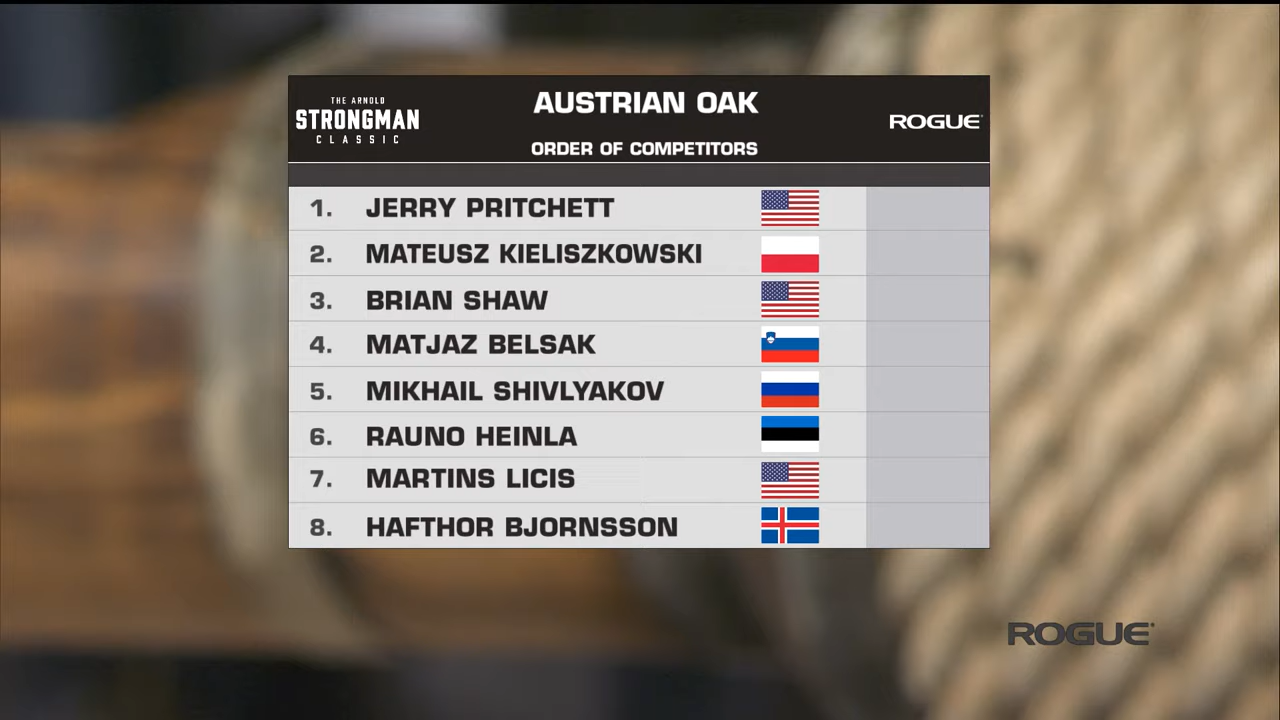 THE ARNOLD
STRONGMAN
CLASSIC
AUSTRIAN OAK
ORDER OF COMPETITORS
ROGUE
1. JERRY PRITCHETT
2. MATEUSZ KIELISZKOWSKI
3. BRIAN SHAW
4. MATJAZ BELSAK
5. MIKHAIL SHIVLYAKOV
6. RAUNO HEINLA
7. MARTINS LICIS
8. HAFTHOR BJORNSSON
ROGUE